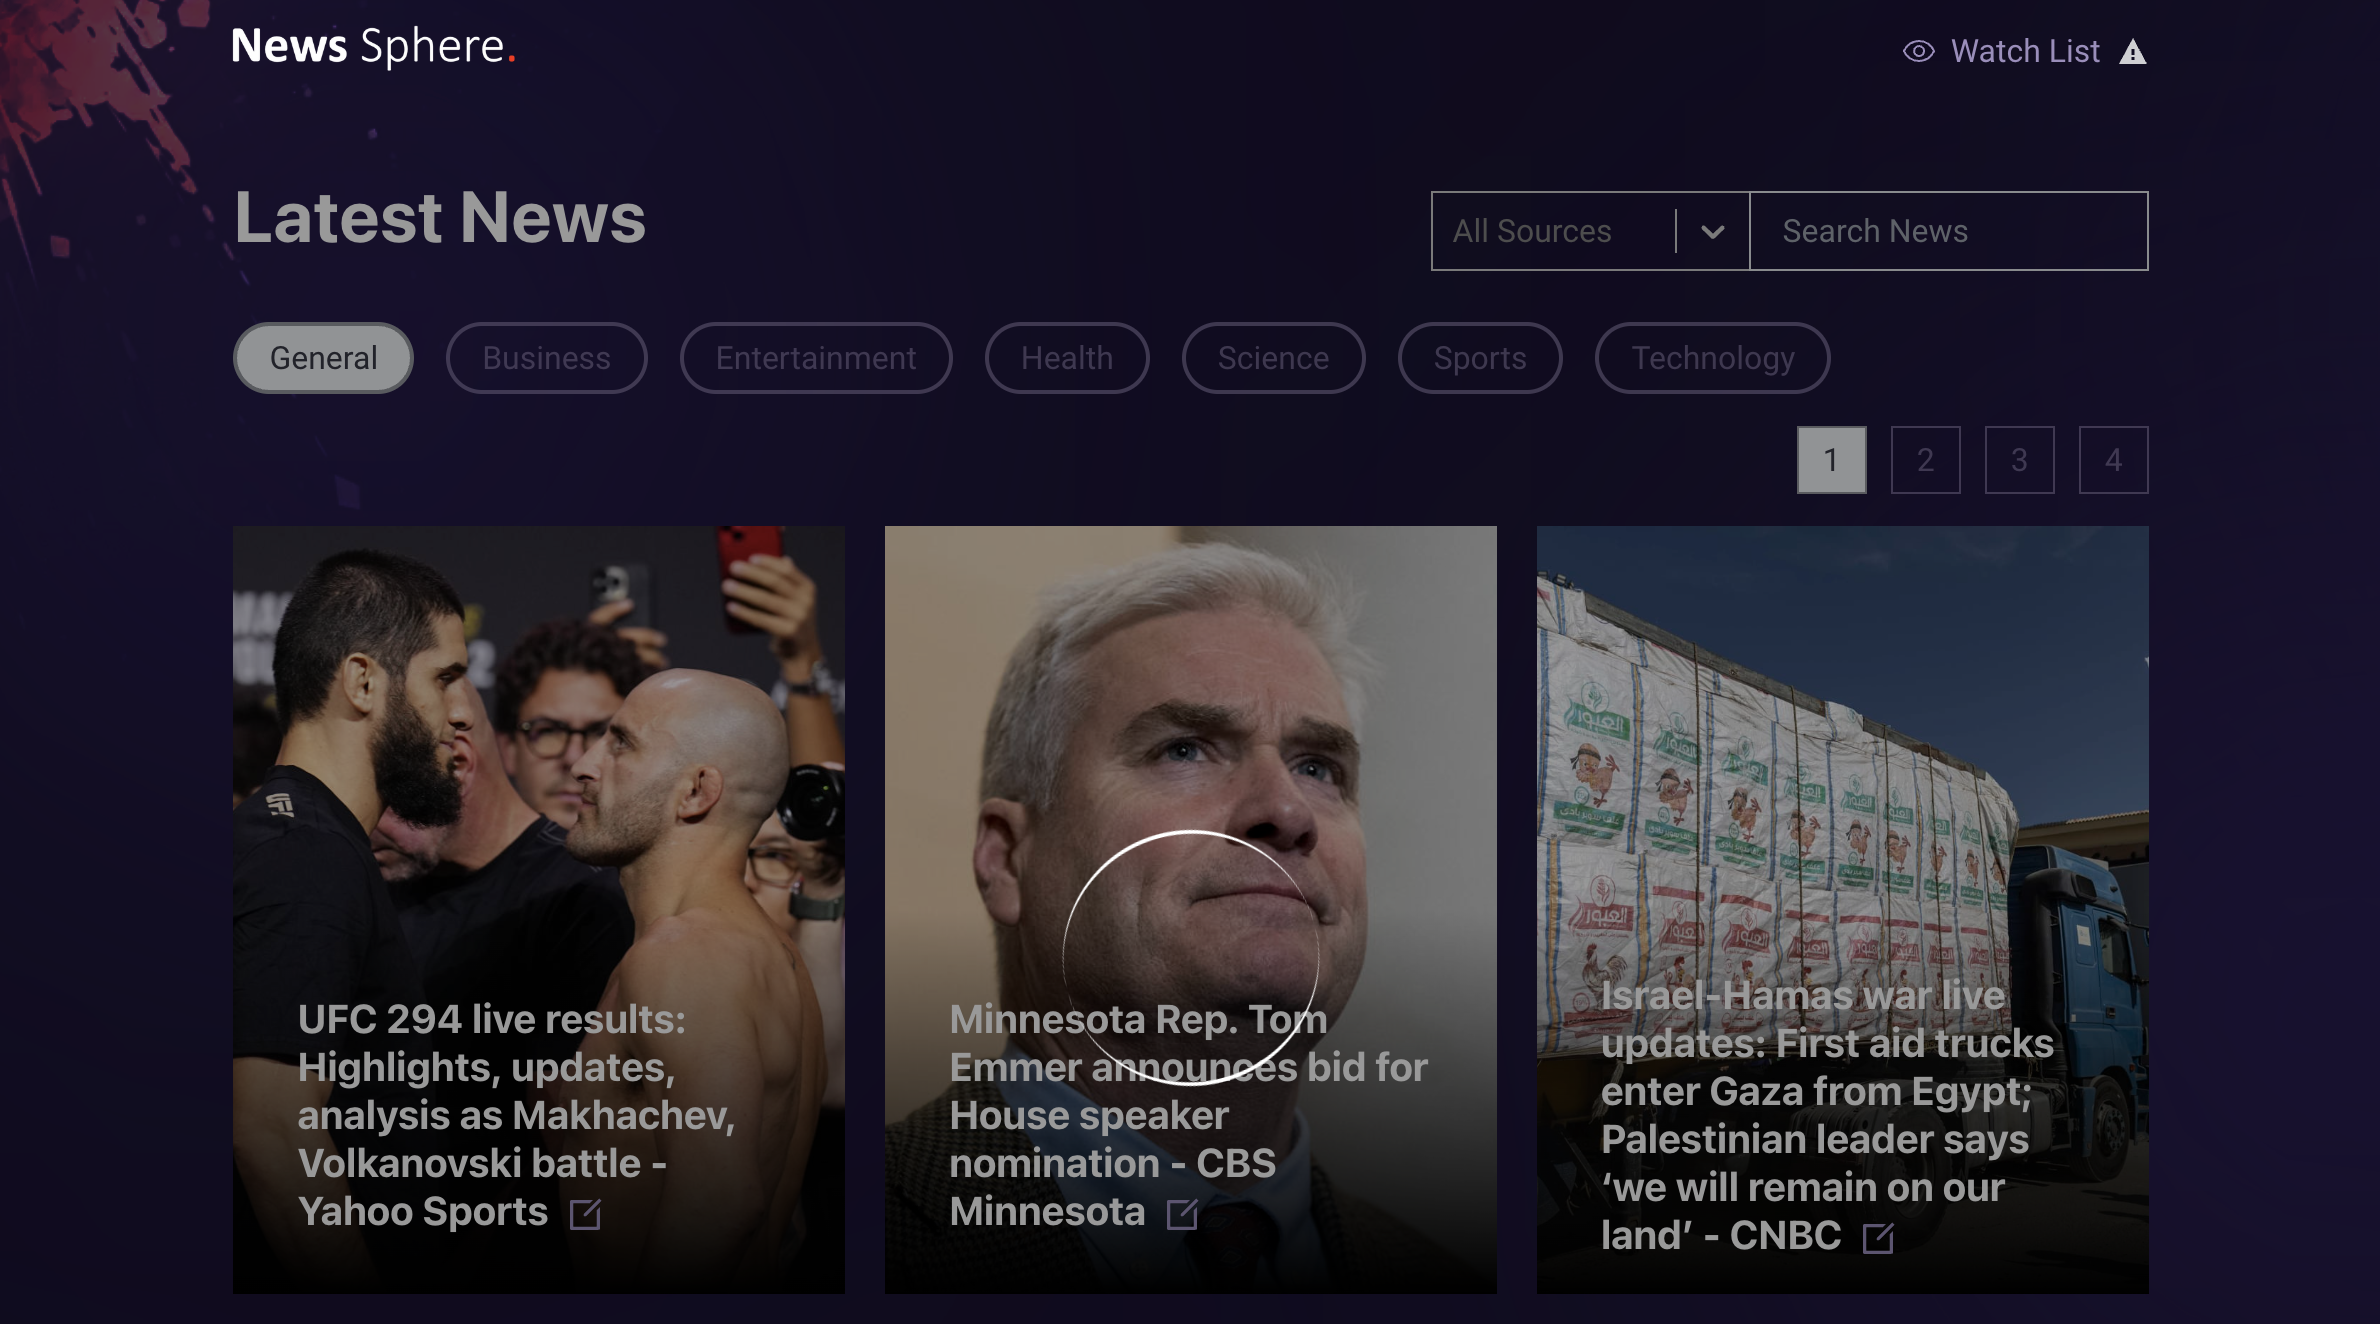 News Sphere.
Watch List
Latest News
All Sources
Search News
General
Business
Entertainment
Health
Science
Sports
Technology
1
2
3
4
UFC 294 live results:
Highlights, updates,
analysis as Makhachev,
Volkanovski battle -
Yahoo Sports
Minnesota Rep. Tom
Emmer announces bid for
House speaker
nomination - CBS
Minnesota
العبور
Israel-Hamas war live
updates: First aid trucks
enter Gaza from Egypt;
Palestinian leader says
‘we will remain on our
land’ - CNBC